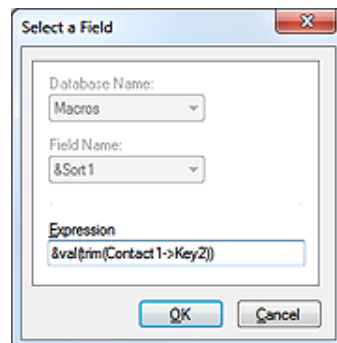 Select a Field
Database Name:
Macros
Field Name:
&Sort1
Expression
&val(trim(Contact1->Key2))
OK
Cancel